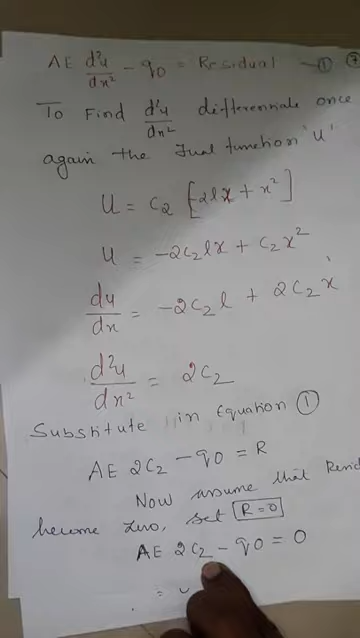 AE d²u/dx² - q0 = Residual — ①
To Find d²u/dx² differentiate once
again the Trial function 'u'
U = C2 [-2lx + x²]
u = -2C2lx + C2x²
du/dx = -2C2l + 2C2x
d²u/dx² = 2C2
Substitute in Equation ①
AE 2C2 - q0 = R
Now assume that
become zero, set R=0
AE 2C2 - q0 = 0
=